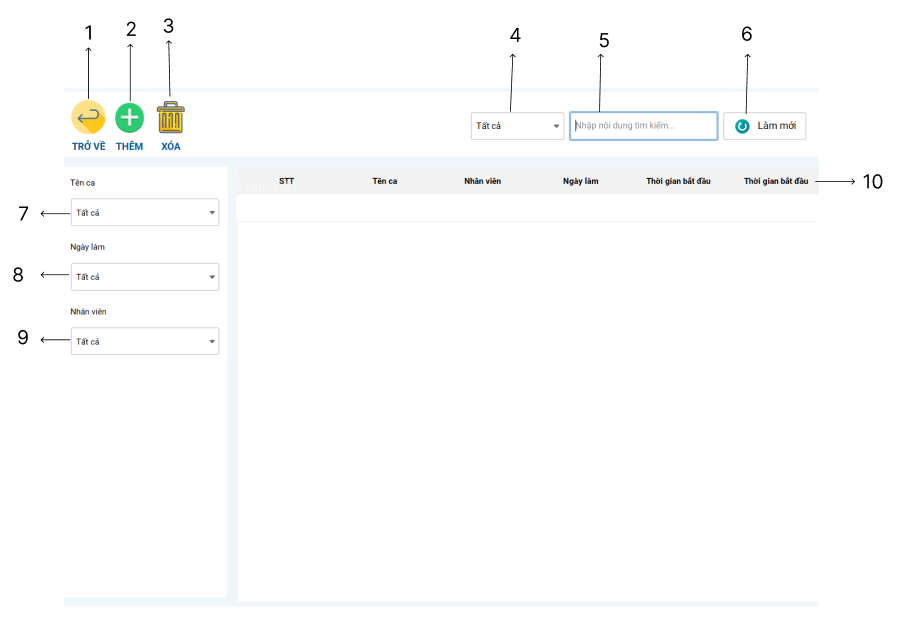 1 2 3 4 5 6
Tất cả Nhập nội dung tìm kiếm... Làm mới
TRỞ VỀ THÊM XÓA
Tên ca
STT Tên ca Nhân viên Ngày làm Thời gian bắt đầu Thời gian bắt đầu 10
7 Tất cả
Ngày làm
8 Tất cả
Nhân viên
9 Tất cả